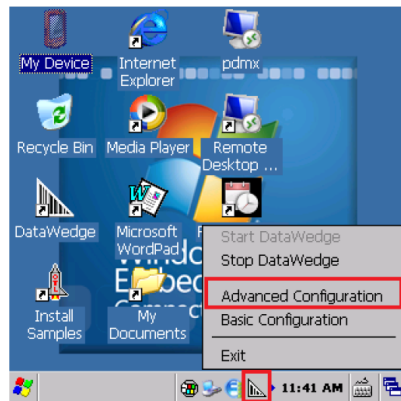 My Device
Internet
Explorer
pdmx
Recycle Bin
Media Player
Remote
Desktop ...
DataWedge
Microsoft
WordPad
Install
Samples
My
Documents
Start DataWedge
Stop DataWedge
Advanced Configuration
Basic Configuration
Exit
11:41 AM